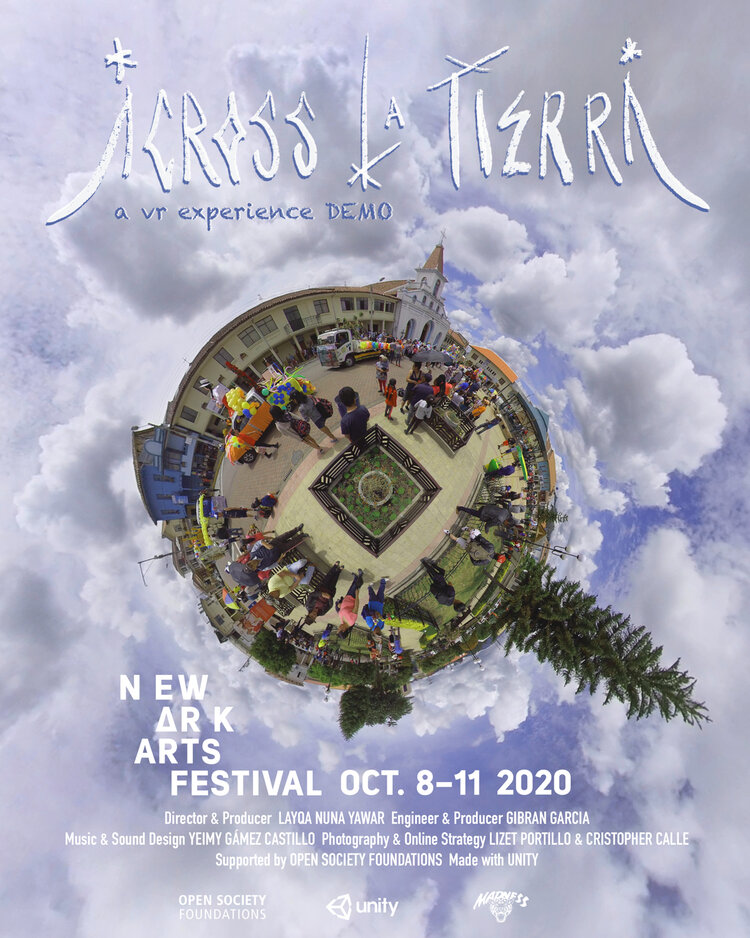 ACROSS LA TIERRA
a vr experience DEMO
NEW
ARK
ARTS
FESTIVAL OCT. 8–11 2020
Director & Producer LAYQA NUNA YAWAR Engineer & Producer GIBRAN GARCIA
Music & Sound Design YEIMY GÁMEZ CASTILLO Photography & Online Strategy LIZET PORTILLO & CRISTOPHER CALLE
Supported by OPEN SOCIETY FOUNDATIONS Made with UNITY
OPEN SOCIETY
FOUNDATIONS
unity
MADNESS